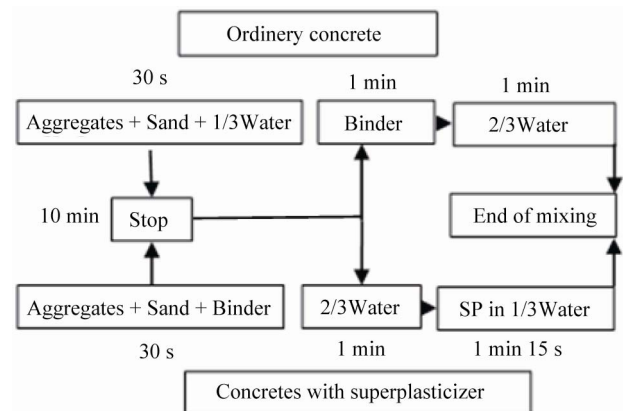 Ordinery concrete
30 s
1 min
1 min
Aggregates + Sand + 1/3Water
Binder
2/3Water
10 min
Stop
End of mixing
Aggregates + Sand + Binder
2/3Water
SP in 1/3Water
30 s
1 min
1 min 15 s
Concretes with superplasticizer